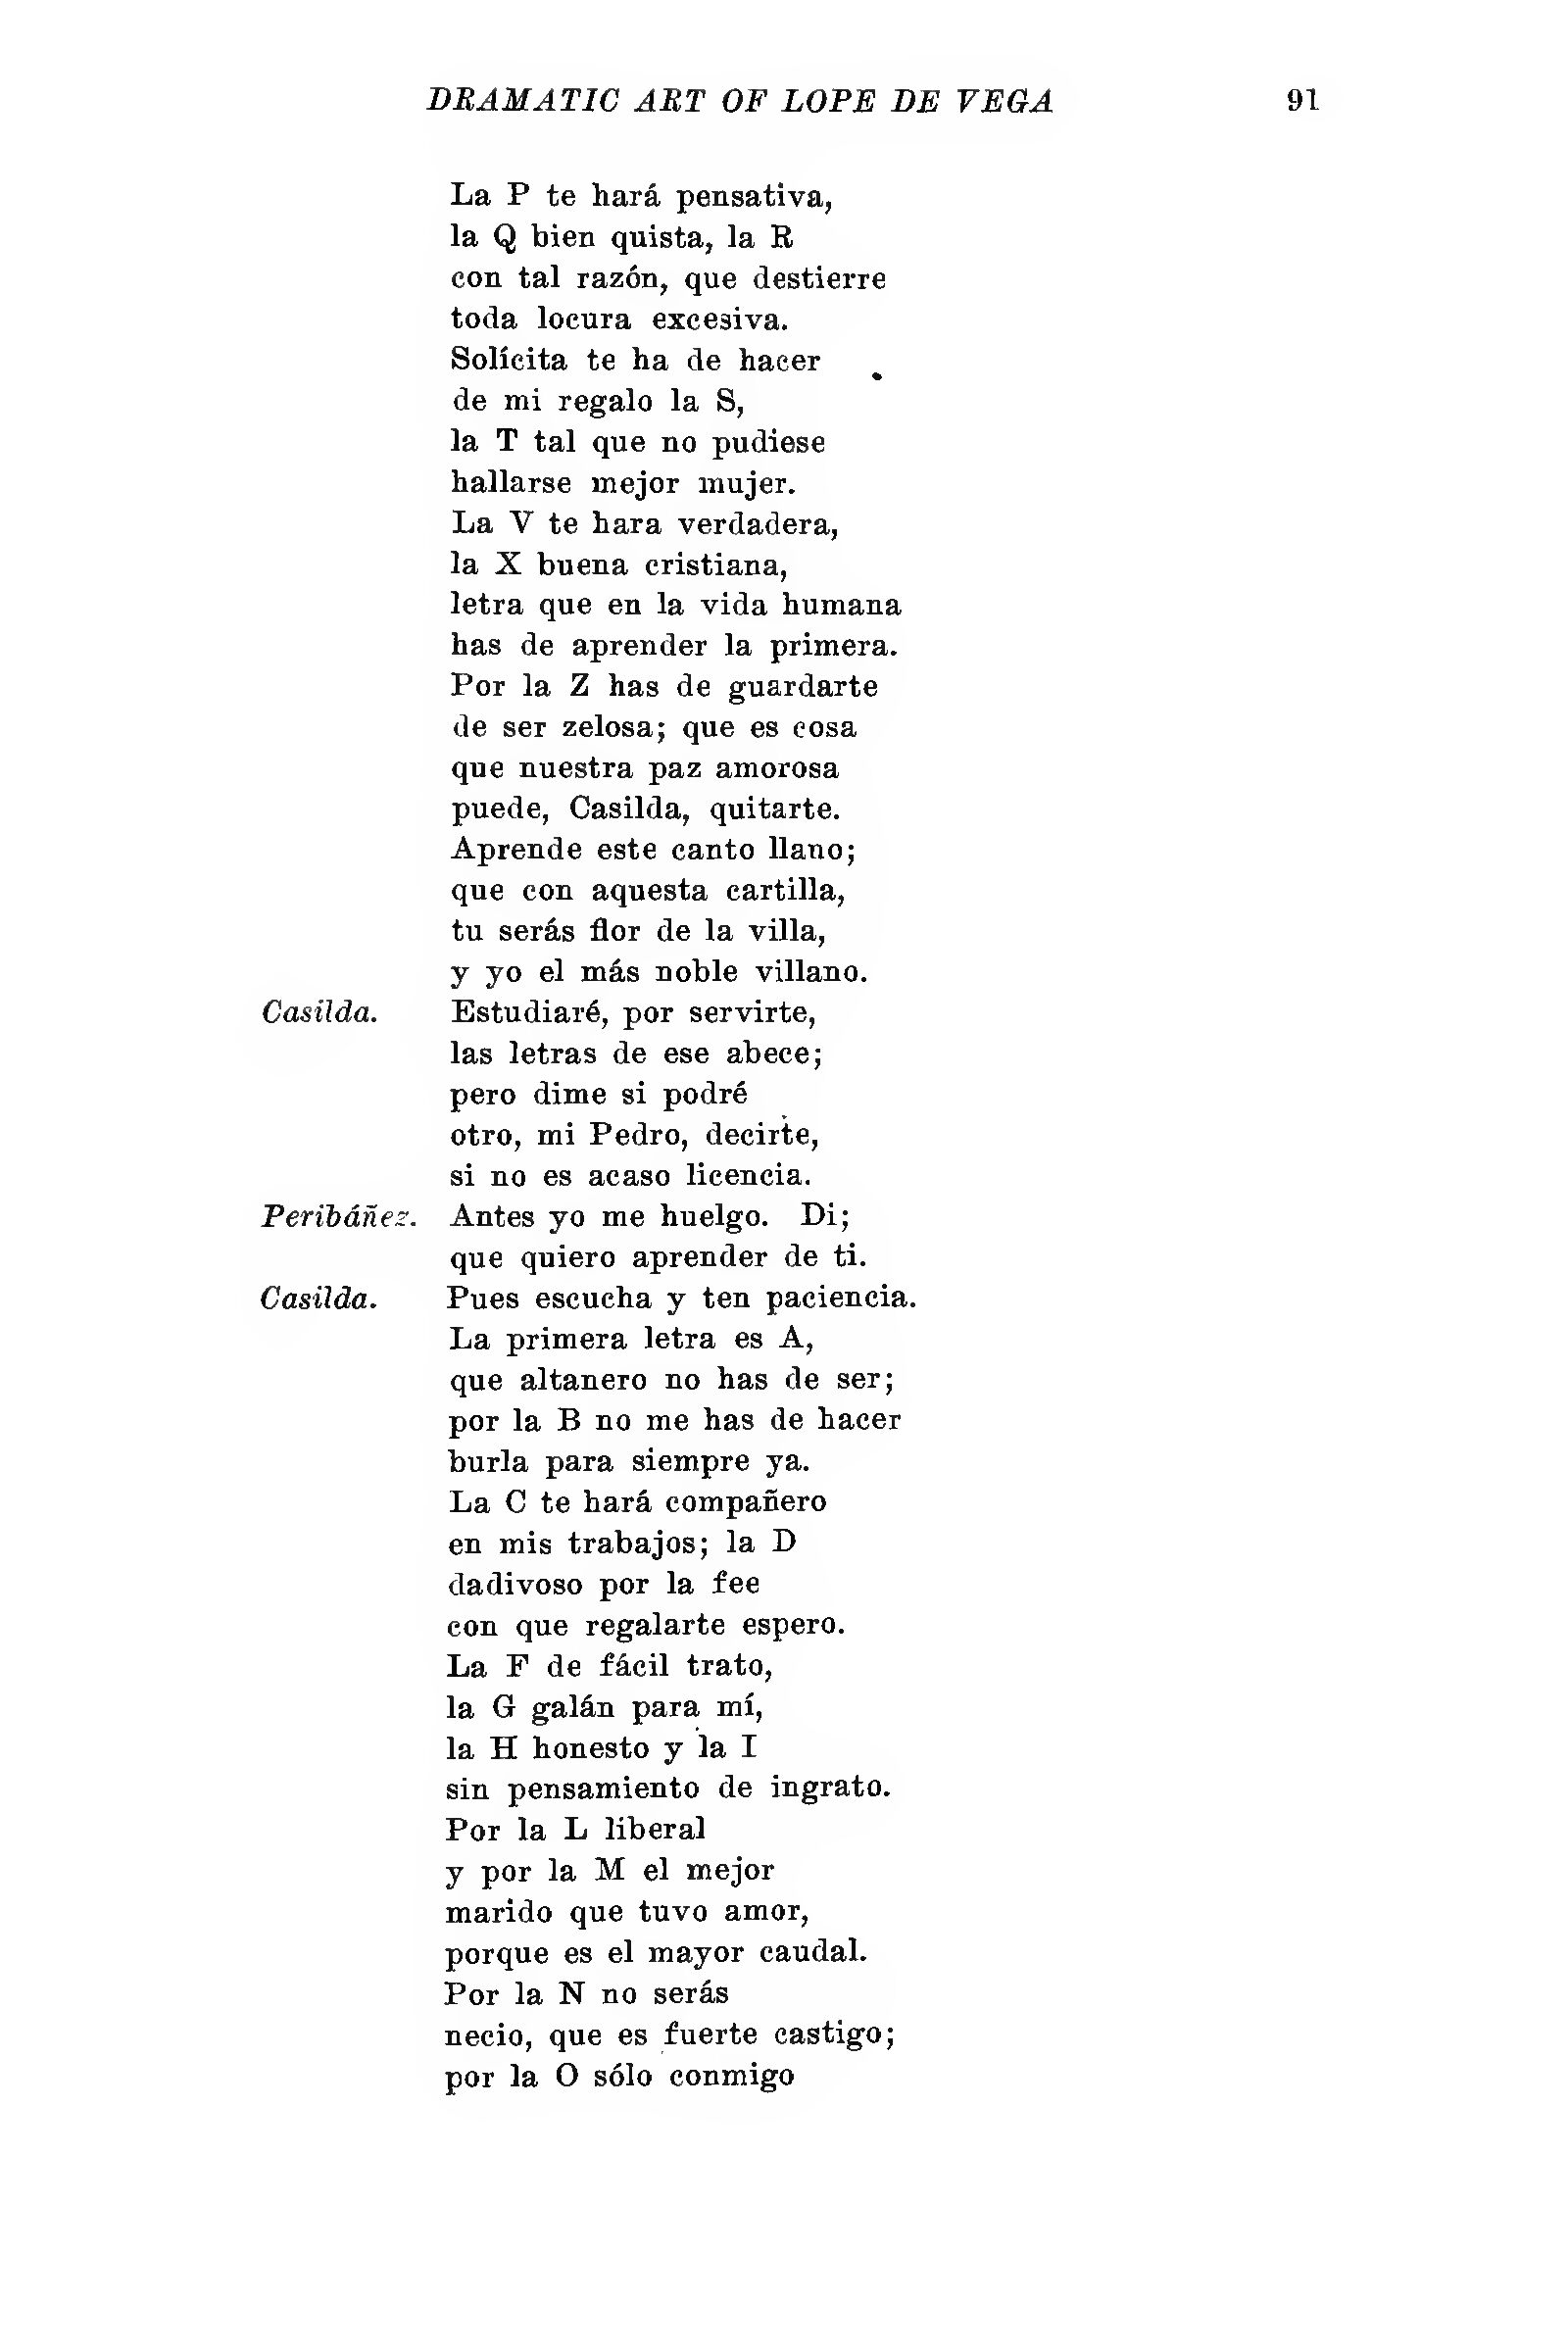 DRAMATIC ART OF LOPE DE VEGA 91
La P te hará pensativa,
la Q bien quista, la R
con tal razón, que destierre
toda locura excesiva.
Solícita te ha de hacer
de mi regalo la S,
la T tal que no pudiese
hallarse mejor mujer.
La V te hara verdadera,
la X buena cristiana,
letra que en la vida humana
has de aprender la primera.
Por la Z has de guardarte
de ser zelosa; que es cosa
que nuestra paz amorosa
puede, Casilda, quitarte.
Aprende este canto llano;
que con aquesta cartilla,
tu serás flor de la villa,
y yo el más noble villano.
Casilda. Estudiaré, por servirte,
las letras de ese abece;
pero dime si podré
otro, mi Pedro, decirte,
si no es acaso licencia.
Peribáñez. Antes yo me huelgo. Di;
que quiero aprender de ti.
Casilda. Pues escucha y ten paciencia.
La primera letra es A,
que altanero no has de ser;
por la B no me has de hacer
burla para siempre ya.
La C te hará compañero
en mis trabajos; la D
dadivoso por la fee
con que regalarte espero.
La F de fácil trato,
la G galán para mí,
la H honesto y la I
sin pensamiento de ingrato.
Por la L liberal
y por la M el mejor
marido que tuvo amor,
porque es el mayor caudal.
Por la N no serás
necio, que es fuerte castigo;
por la O sólo conmigo